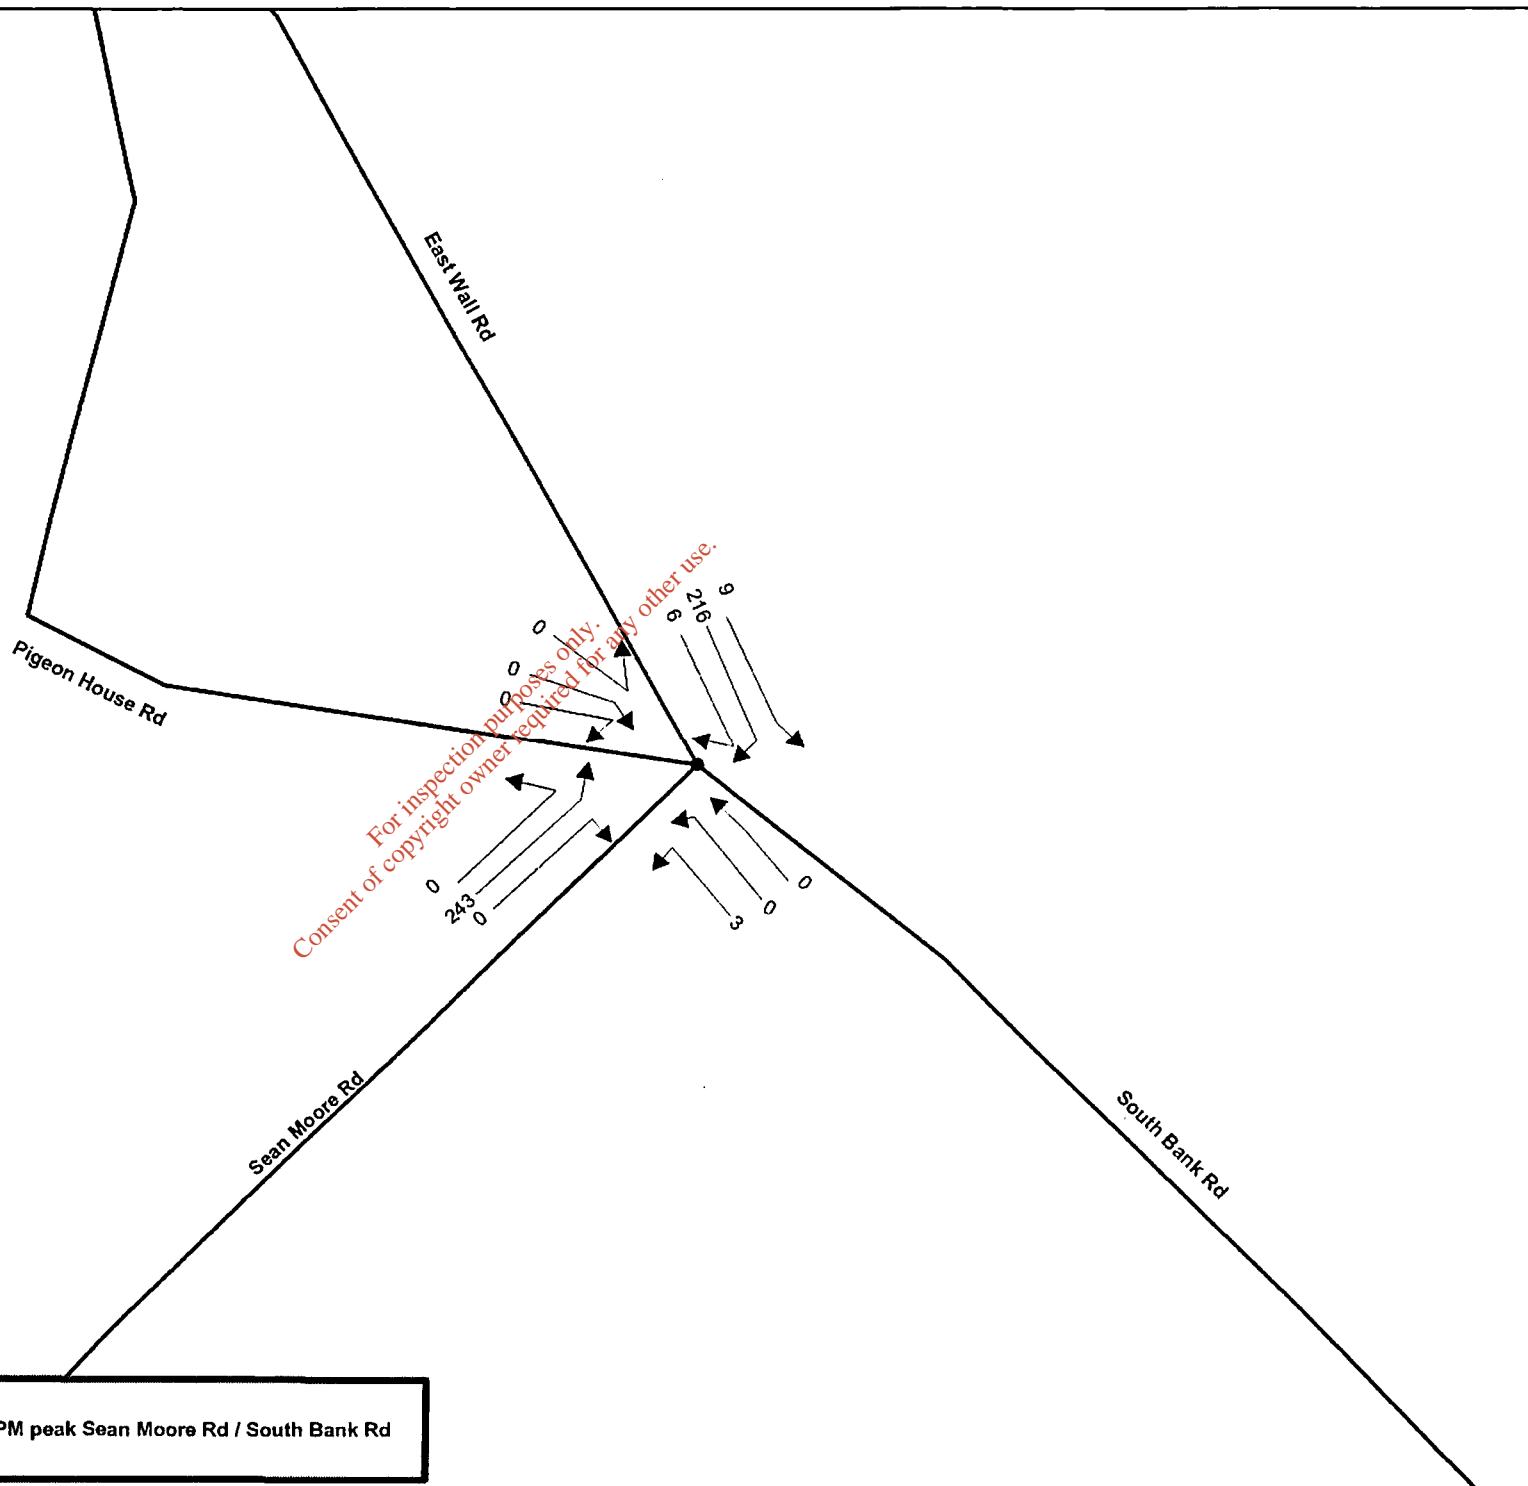 East Wall Rd
9
216
6
0
0
0
Pigeon House Rd
For inspection purposes only.
Consent of copyright owner required for any other use.
0
243
0
0
0
3
Sean Moore Rd
South Bank Rd
PM peak Sean Moore Rd / South Bank Rd